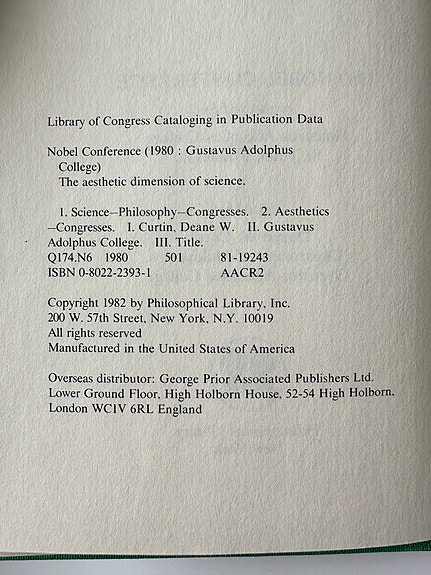 Library of Congress Cataloging in Publication Data
Nobel Conference (1980 : Gustavus Adolphus
College)
The aesthetic dimension of science.
1. Science—Philosophy—Congresses. 2. Aesthetics
—Congresses. I. Curtin, Deane W. II. Gustavus
Adolphus College. III. Title.
Q174.N6 1980 501 81-19243
ISBN 0-8022-2393-1 AACR2
Copyright 1982 by Philosophical Library, Inc.
200 W. 57th Street, New York, N.Y. 10019
All rights reserved
Manufactured in the United States of America
Overseas distributor: George Prior Associated Publishers Ltd.
Lower Ground Floor, High Holborn House, 52-54 High Holborn,
London WC1V 6RL England